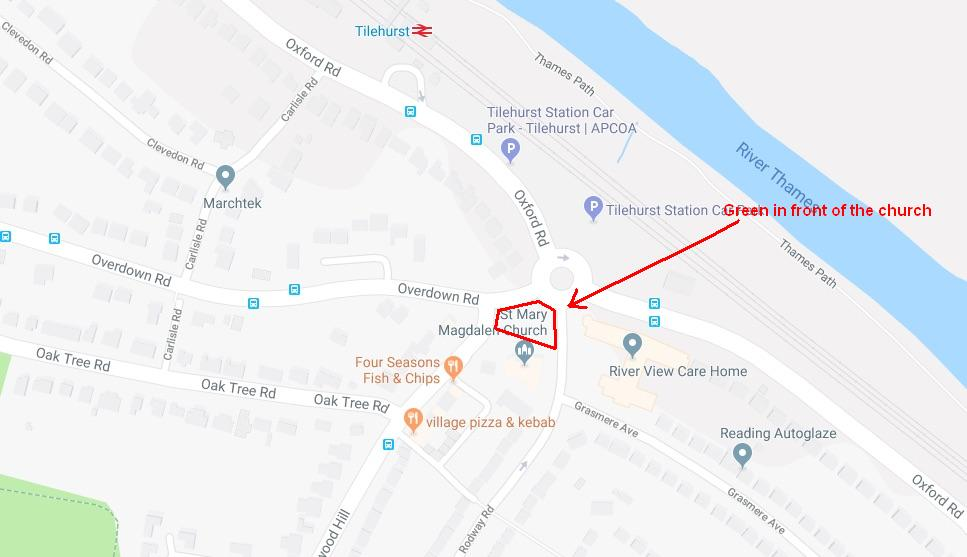 Tilehurst
Clevedon Rd
Oxford Rd
Thames Path
Carlisle Rd
Tilehurst Station Car
Park - Tilehurst | APCOA
Clevedon Rd
River Thames
Marchtek
Oxford Rd
Tilehurst Station Car
Green in front of the church
Carlisle Rd
Thames Path
Overdown Rd
Overdown Rd
St Mary
Magdalen Church
Carlisle Rd
Oak Tree Rd
Four Seasons
Fish & Chips
River View Care Home
Oak Tree Rd
Oak Tree Rd
Grasmere Ave
village pizza & kebab
Reading Autoglaze
Oxford Rd
Grasmere Ave
wood Hill
Rodway Rd